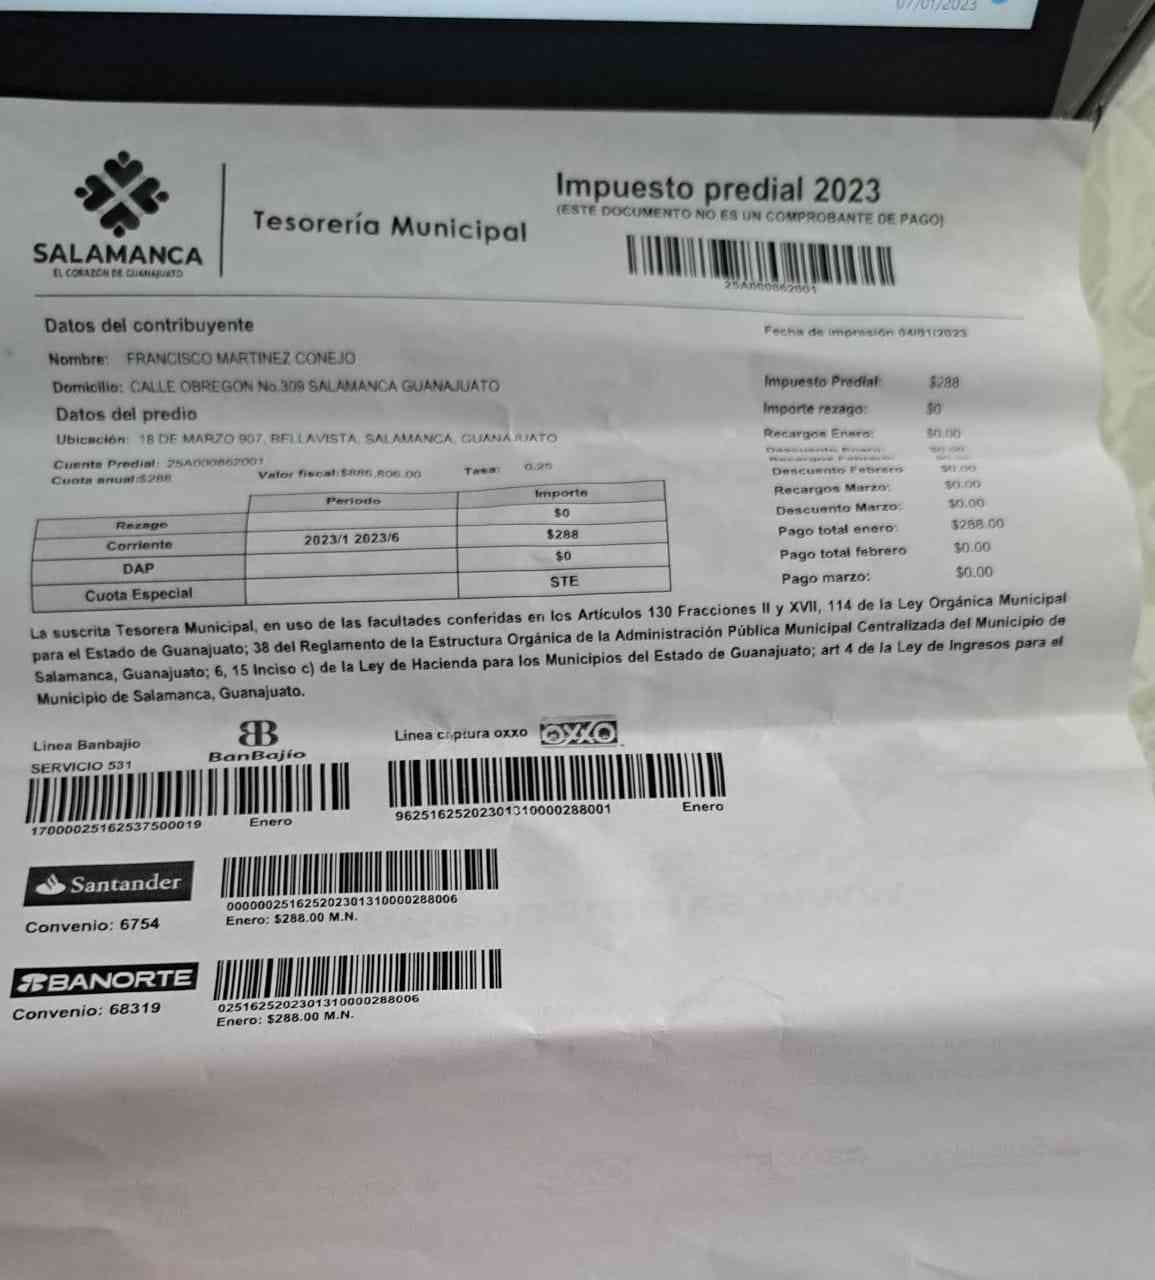 07/01/2023
SALAMANCA
EL CORAZÓN DE GUANAJUATO
Tesorería Municipal
Impuesto predial 2023
(ESTE DOCUMENTO NO ES UN COMPROBANTE DE PAGO)
25A000862001
Datos del contribuyente
Fecha de impresión 04/01/2023
Nombre: FRANCISCO MARTINEZ CONEJO
Domicilio: CALLE OBREGON No.309 SALAMANCA GUANAJUATO
Datos del predio
Ubicación: 18 DE MARZO 907, BELLAVISTA, SALAMANCA, GUANAJUATO
Cuenta Predial: 25A000862001
Cuota anual:$288
Valor fiscal:$886,806.00
Tasa: 0.25
Impuesto Predial: $288
Importe rezago: $0
Recargos Enero: $0.00
Descuento Enero: $0.00
Recargos Febrero: $0.00
Descuento Febrero $0.00
Recargos Marzo: $0.00
Descuento Marzo: $0.00
Pago total enero: $288.00
Pago total febrero $0.00
Pago marzo: $0.00
Periodo Importe
Rezago $0
Corriente 2023/1 2023/6 $288
DAP $0
Cuota Especial STE
La suscrita Tesorera Municipal, en uso de las facultades conferidas en los Artículos 130 Fracciones II y XVII, 114 de la Ley Orgánica Municipal
para el Estado de Guanajuato; 38 del Reglamento de la Estructura Orgánica de la Administración Pública Municipal Centralizada del Municipio de
Salamanca, Guanajuato; 6, 15 Inciso c) de la Ley de Hacienda para los Municipios del Estado de Guanajuato; art 4 de la Ley de Ingresos para el
Municipio de Salamanca, Guanajuato.
Linea Banbajio
BanBajío
SERVICIO 531
17000025162537500019 Enero
Linea captura oxxo OXXO
96251625202301310000288001 Enero
Santander
Convenio: 6754
000000251625202301310000288006
Enero: $288.00 M.N.
BANORTE
Convenio: 68319
0251625202301310000288006
Enero: $288.00 M.N.